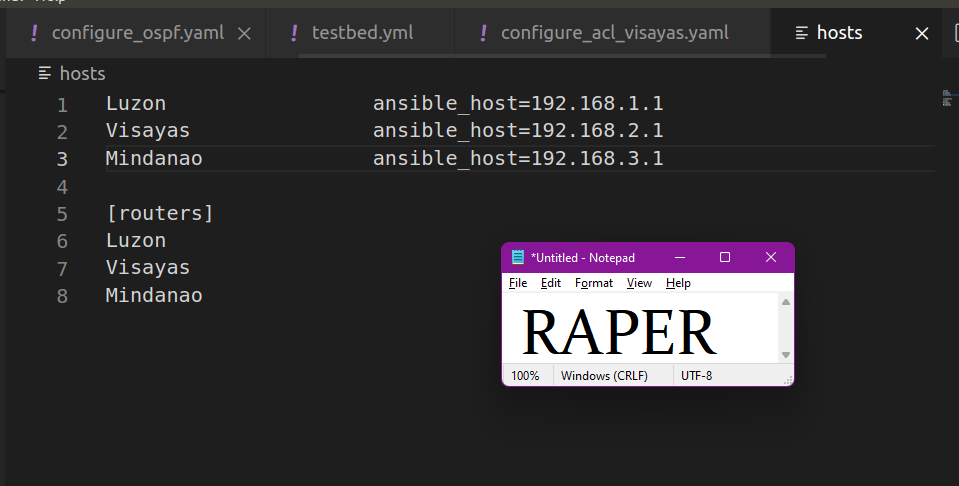 ! configure_ospf.yaml × ! testbed.yml ! configure_acl_visayas.yaml hosts ×
hosts
1 Luzon ansible_host=192.168.1.1
2 Visayas ansible_host=192.168.2.1
3 Mindanao ansible_host=192.168.3.1
4
5 [routers]
6 Luzon
7 Visayas
8 Mindanao
*Untitled - Notepad
File Edit Format View Help
RAPER
100% Windows (CRLF) UTF-8